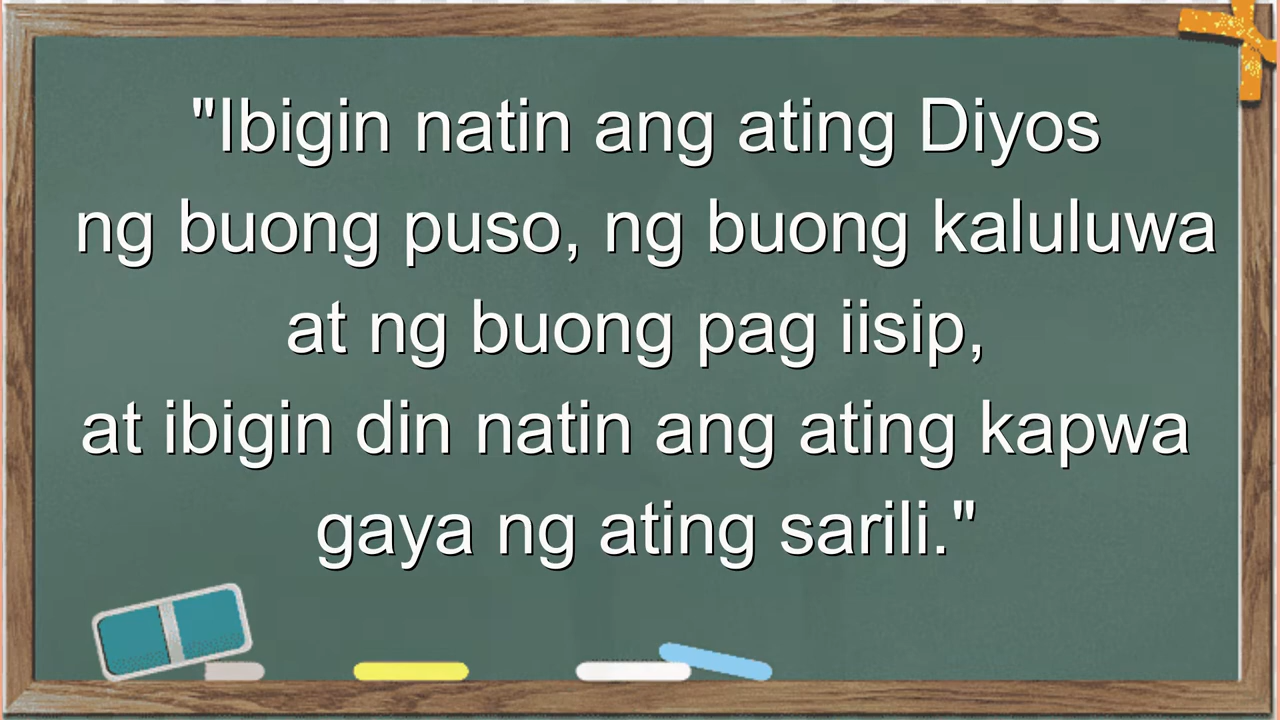 "Ibigin natin ang ating Diyos
ng buong puso, ng buong kaluluwa
at ng buong pag iisip,
at ibigin din natin ang ating kapwa
gaya ng ating sarili."